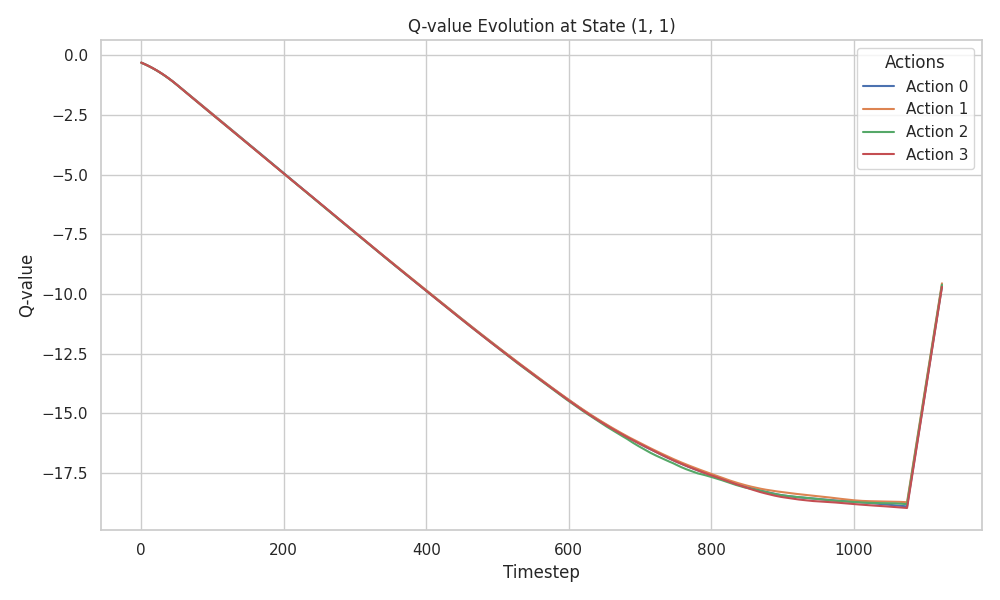 Q-value Evolution at State (1, 1)
Q-value
0.0
−2.5
−5.0
−7.5
−10.0
−12.5
−15.0
−17.5
Actions
Action 0
Action 1
Action 2
Action 3
0
200
400
600
800
1000
Timestep